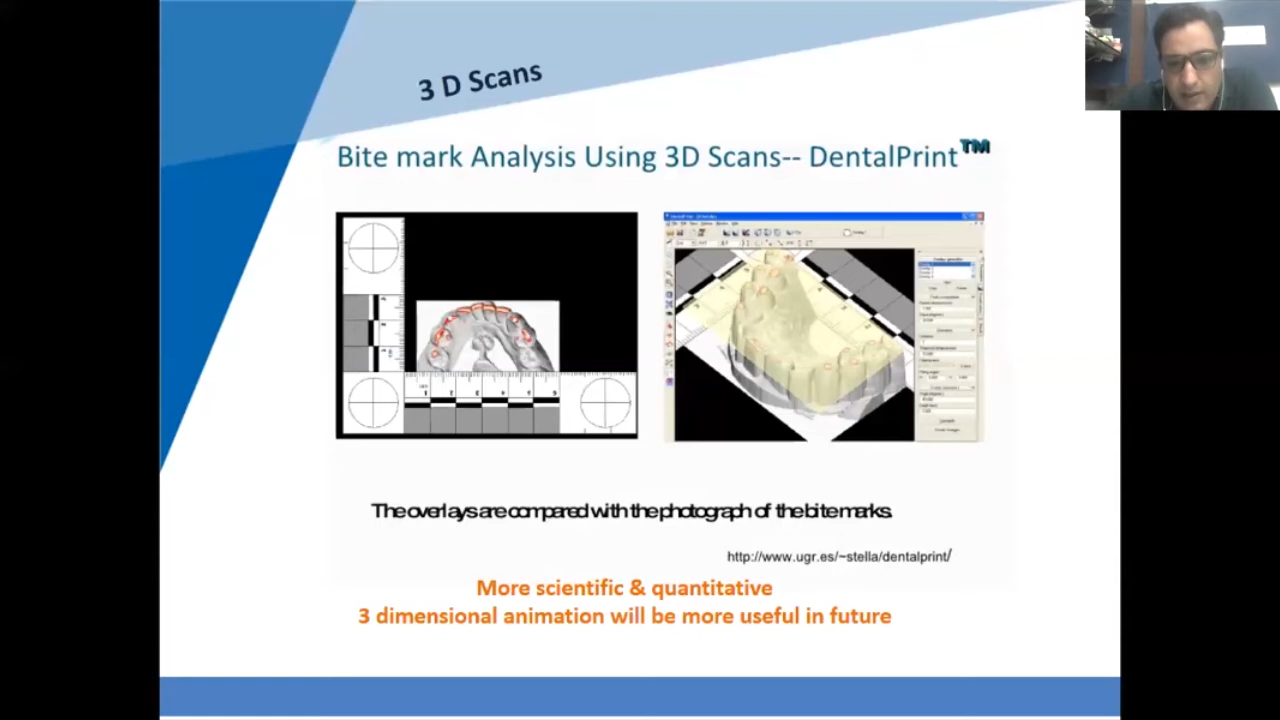 3 D Scans
Bite mark Analysis Using 3D Scans-- DentalPrint™
The overlays are compared with the photograph of the bite marks.
http://www.ugr.es/~stella/dentalprint/
More scientific & quantitative
3 dimensional animation will be more useful in future